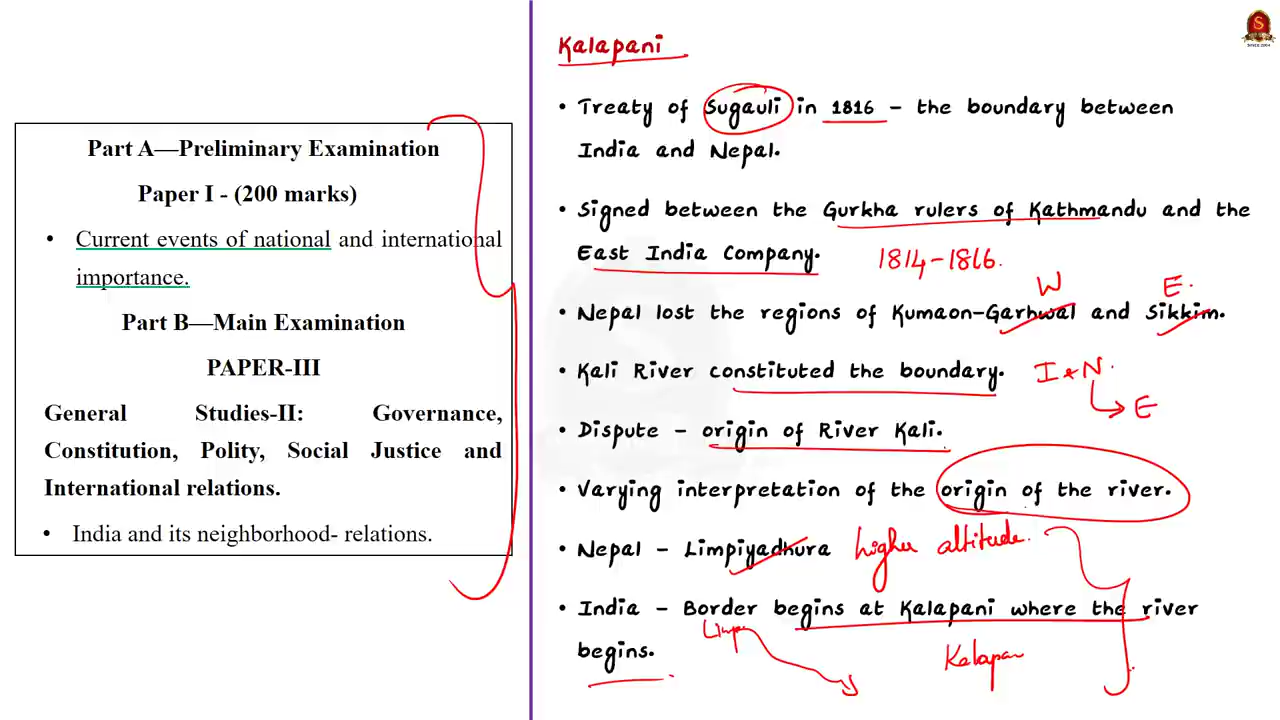 Part A—Preliminary Examination
Paper I - (200 marks)
• Current events of national and international
importance.
Part B—Main Examination
PAPER-III
General Studies-II: Governance,
Constitution, Polity, Social Justice and
International relations.
• India and its neighborhood- relations.
Kalapani
• Treaty of Sugauli in 1816 - the boundary between
India and Nepal.
• Signed between the Gurkha rulers of Kathmandu and the
East India Company. 1814-1816.
W E.
• Nepal lost the regions of Kumaon-Garhwal and Sikkim.
• Kali River constituted the boundary. I & N.
E
• Dispute - origin of River Kali.
• Varying interpretation of the origin of the river.
• Nepal - Limpiyadhura higher altitude.
• India - Border begins at Kalapani where the river
Limp
begins.
Kalapan